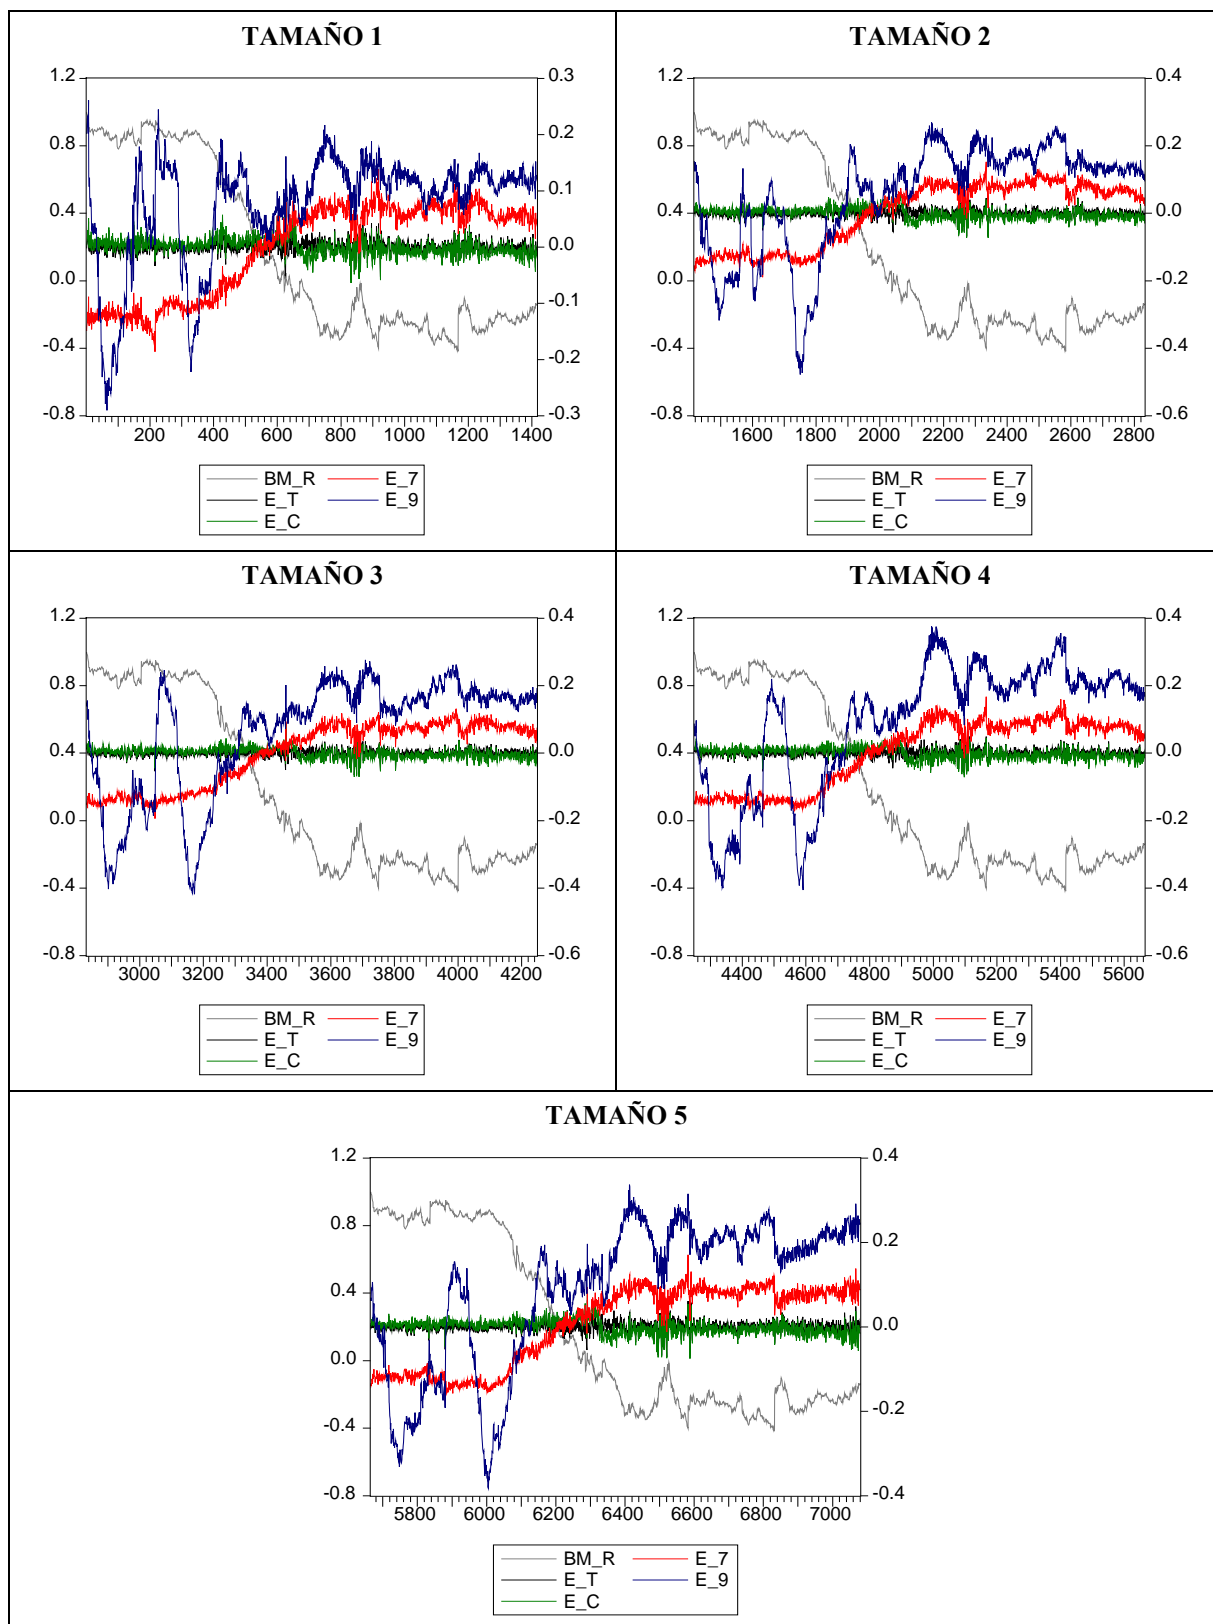 TAMAÑO 1
1.2 0.3
0.8 0.2
0.1
0.4
0.0
0.0
-0.1
-0.4
-0.2
-0.8 -0.3
200 400 600 800 1000 1200 1400
BM_R E_7
E_T E_9
E_C
TAMAÑO 2
1.2 0.4
0.8 0.2
0.4 0.0
0.0 -0.2
-0.4 -0.4
-0.8 -0.6
1600 1800 2000 2200 2400 2600 2800
BM_R E_7
E_T E_9
E_C
TAMAÑO 3
1.2 0.4
0.8 0.2
0.4 0.0
0.0 -0.2
-0.4 -0.4
-0.8 -0.6
3000 3200 3400 3600 3800 4000 4200
BM_R E_7
E_T E_9
E_C
TAMAÑO 4
1.2 0.4
0.8 0.2
0.4 0.0
0.0 -0.2
-0.4 -0.4
-0.8 -0.6
4400 4600 4800 5000 5200 5400 5600
BM_R E_7
E_T E_9
E_C
TAMAÑO 5
1.2 0.4
0.8 0.2
0.4 0.0
0.0
-0.4 -0.2
-0.8 -0.4
5800 6000 6200 6400 6600 6800 7000
BM_R E_7
E_T E_9
E_C